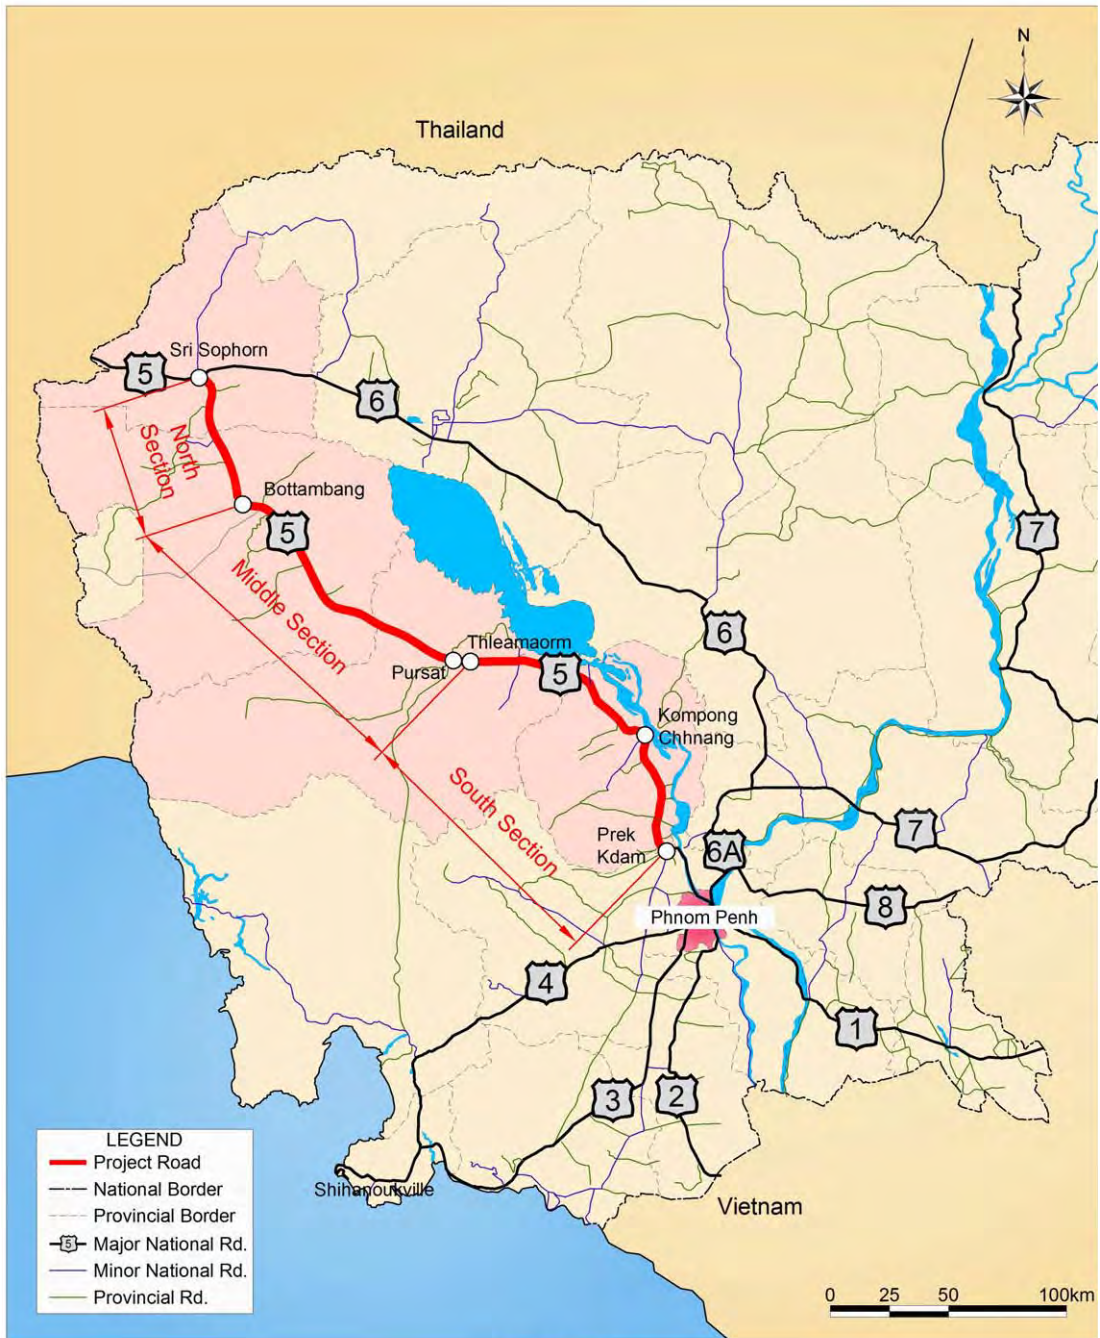 N
Thailand
Sri Sophorn
5
6
North
Section
Bottambang
5
7
Middle Section
6
Thleamaorm
Pursat
5
Kompong
Chhnang
South Section
Prek
Kdam
7
6A
8
Phnom Penh
4
1
3
2
LEGEND
Project Road
National Border
Provincial Border
5 Major National Rd.
Minor National Rd.
Provincial Rd.
Shihanoukville
Vietnam
0 25 50 100km